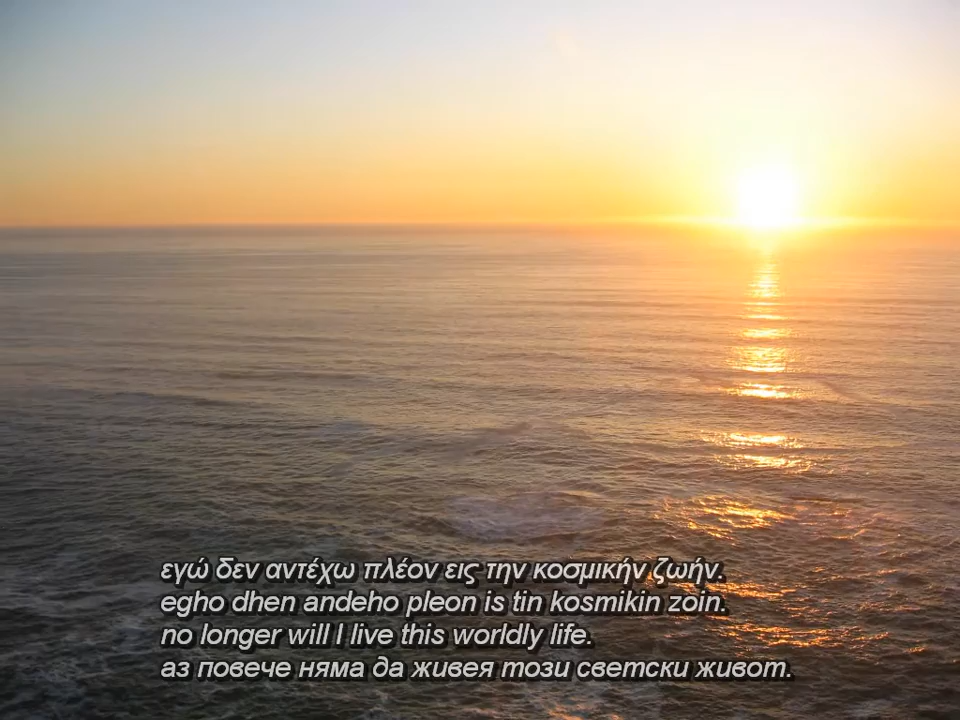 εγώ δεν αντέχω πλέον εις την κοσμικήν ζωήν.
egho dhen andeho pleon is tin kosmikin zoin.
no longer will I live this worldly life.
аз повече няма да живея този светски живот.